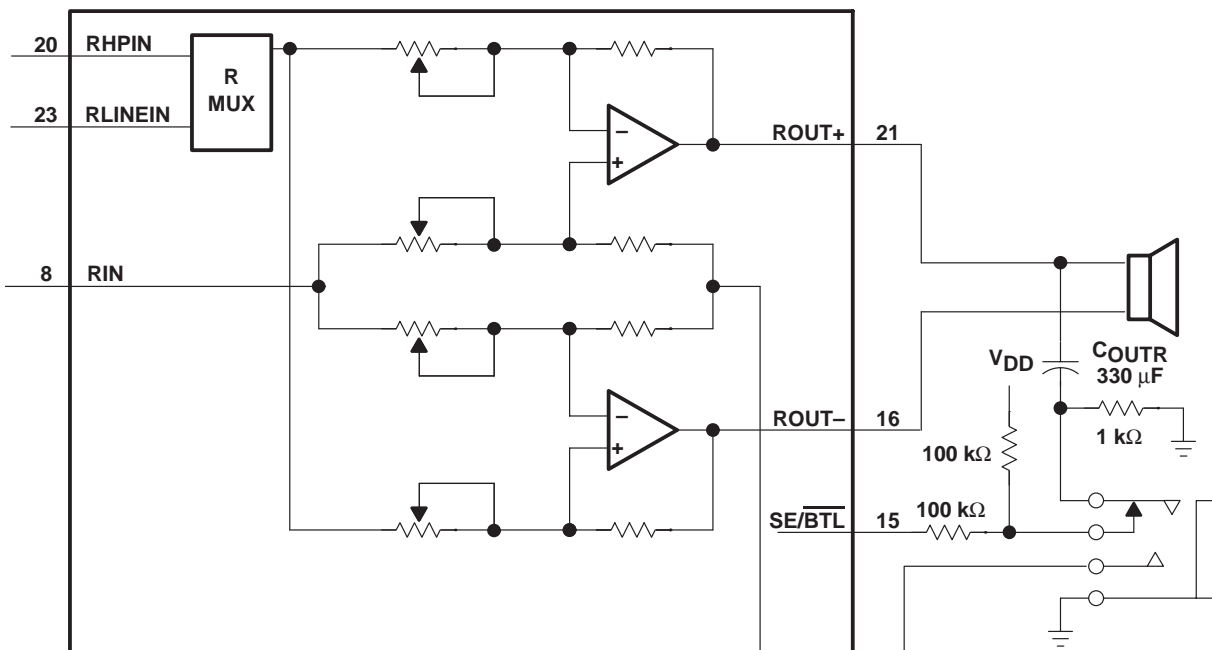 20 RHPIN
R
MUX
23 RLINEIN
−
+
ROUT+ 21
8 RIN
VDD
COUTR
330 μF
−
+
ROUT− 16
1 kΩ
100 kΩ
100 kΩ
SE/BTL 15